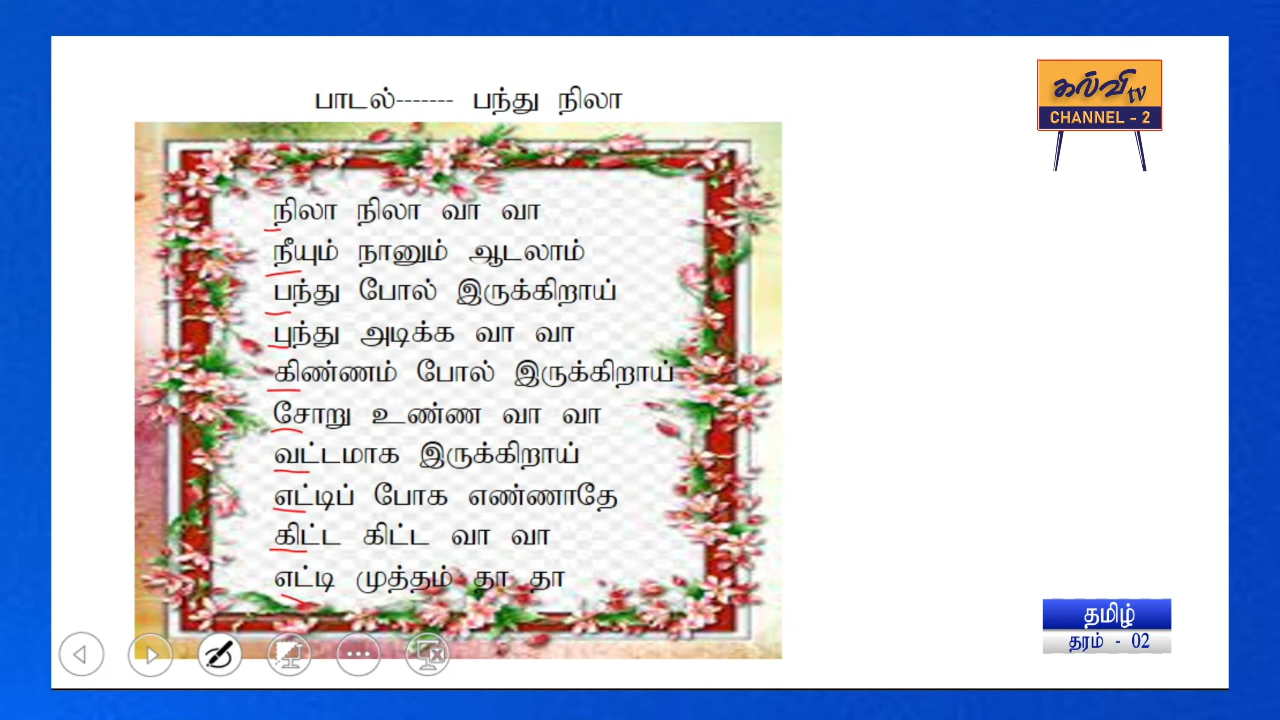 பாடல்------- பந்து நிலா
கல்வி tv
CHANNEL - 2
நிலா நிலா வா வா
நீயும் நானும் ஆடலாம்
பந்து போல் இருக்கிறாய்
புந்து அடிக்க வா வா
கிண்ணம் போல் இருக்கிறாய்
சோறு உண்ண வா வா
வட்டமாக இருக்கிறாய்
எட்டிப் போக எண்ணாதே
கிட்ட கிட்ட வா வா
எட்டி முத்தம் தா தா
தமிழ்
தரம் - 02